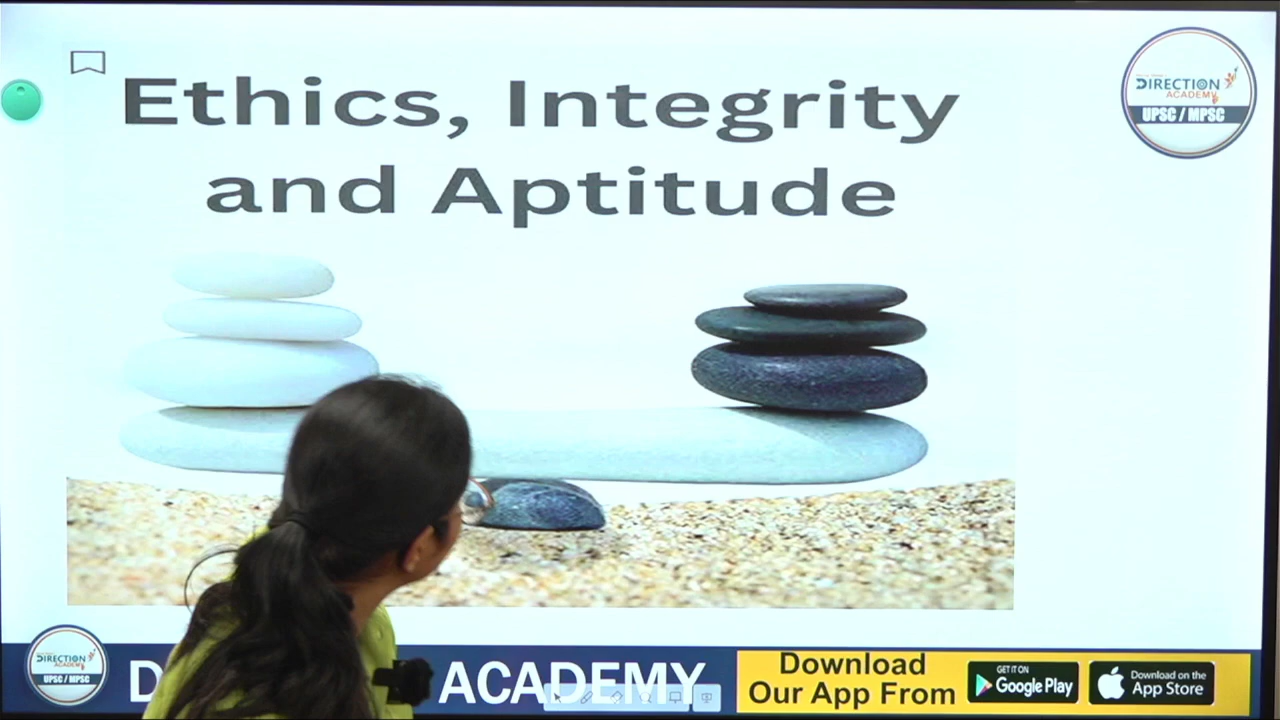 Ethics, Integrity
and Aptitude
DIRECTION
ACADEMY
UPSC / MPSC
DIRECTION
ACADEMY
UPSC / MPSC
D ACADEMY
Download
Our App From
GET IT ON
Google Play
Download on the
App Store